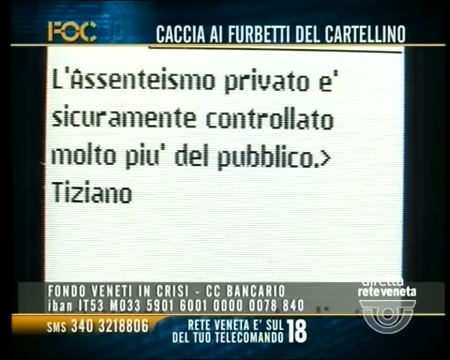 FOC
CACCIA AI FURBETTI DEL CARTELLINO
L'Assenteismo privato e'
sicuramente controllato
molto piu' del pubblico.>
Tiziano
FONDO VENETI IN CRISI - CC BANCARIO
iban IT53 M033 5901 6001 0000 0078 840
diretta
reteveneta
SMS 340 3218806
RETE VENETA E' SUL
DEL TUO TELECOMANDO 18